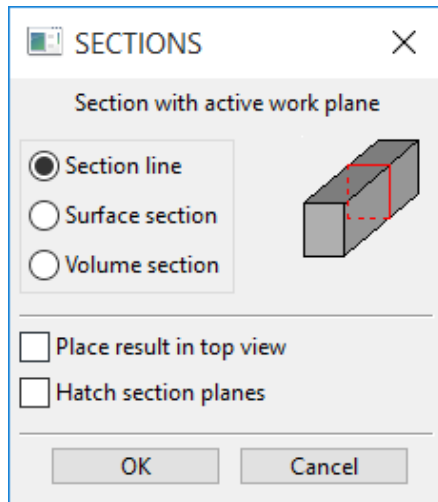 SECTIONS
Section with active work plane
Section line
Surface section
Volume section
Place result in top view
Hatch section planes
OK Cancel